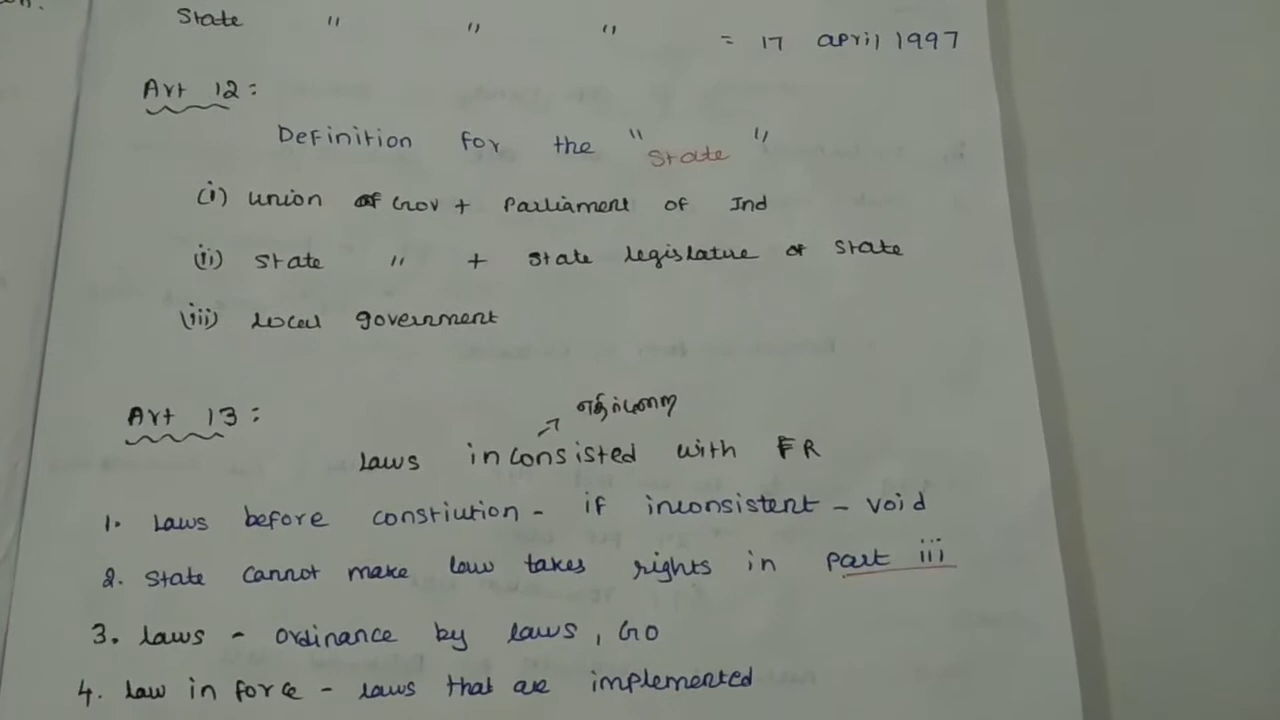 State " " "
= 17 april 1997
Art 12:
Definition for the "State"
(i) union of Gov + Parliament of Ind
(ii) State " + State legislature of State
(iii) Local government
Art 13:
எதிர்மறை
Laws inconsisted with FR
1. Laws before constiution - if inconsistent - void
2. State cannot make law takes rights in Part iii
3. Laws - ordinance by laws, GO
4. Law in force - laws that are implemented